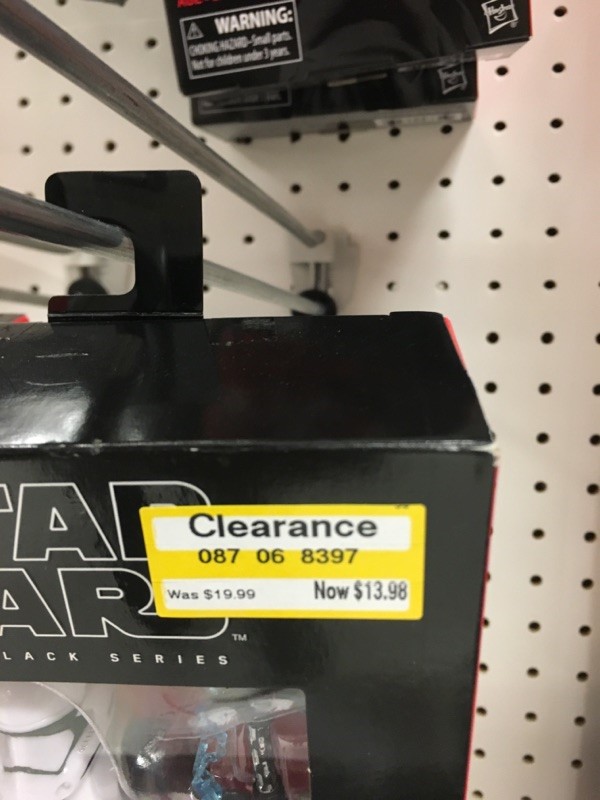 WARNING:
CHOKING HAZARD-Small parts.
Not for children under 3 years.
Hasbro
Clearance
087 06 8397
Was $19.99 Now $13.98
TAR
ARS
TM
LACK SERIES